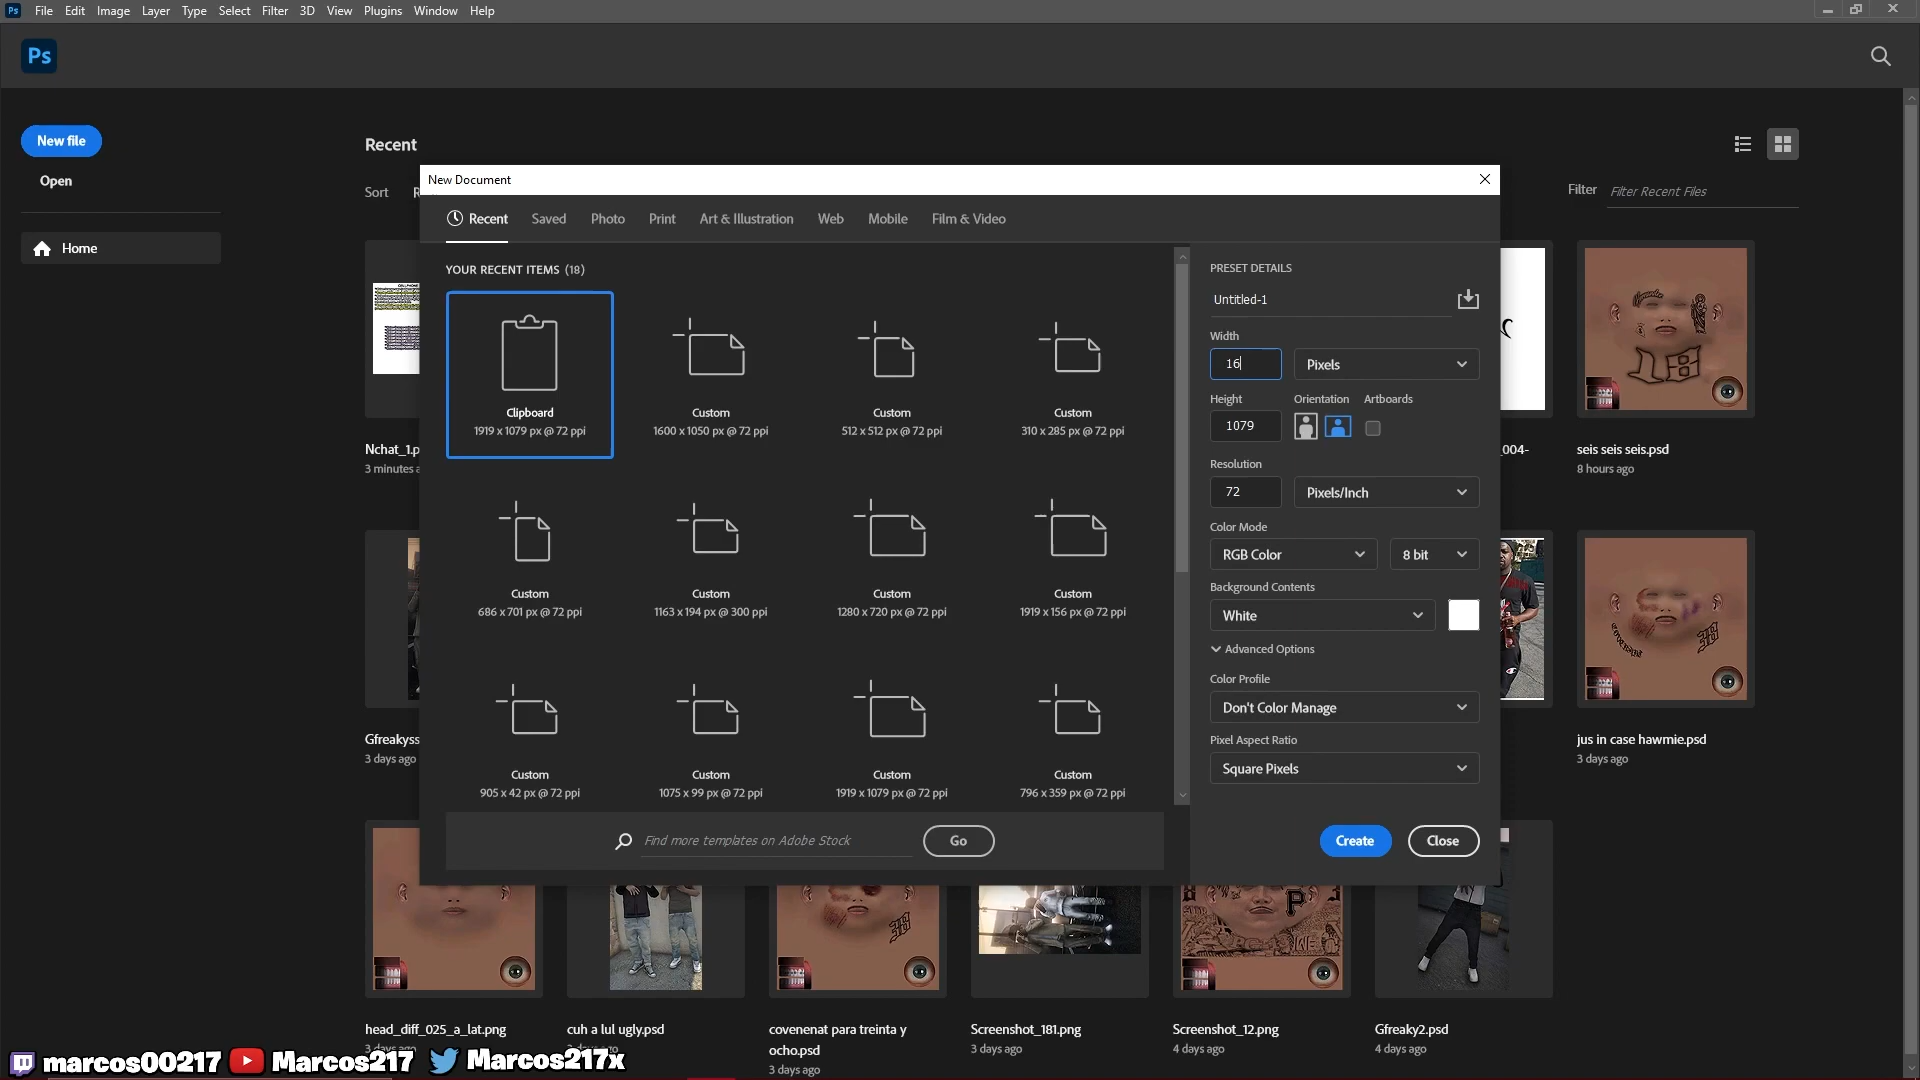 Ps File Edit Image Layer Type Select Filter 3D View Plugins Window Help
Ps
New file
Open
Home
Recent
Sort R
Filter Filter Recent Files
New Document
Recent Saved Photo Print Art & Illustration Web Mobile Film & Video
YOUR RECENT ITEMS (18)
Clipboard
1919 x 1079 px @ 72 ppi
Custom
1600 x 1050 px @ 72 ppi
Custom
512 x 512 px @ 72 ppi
Custom
310 x 285 px @ 72 ppi
Custom
686 x 701 px @ 72 ppi
Custom
1163 x 194 px @ 300 ppi
Custom
1280 x 720 px @ 72 ppi
Custom
1919 x 156 px @ 72 ppi
Custom
905 x 42 px @ 72 ppi
Custom
1075 x 99 px @ 72 ppi
Custom
1919 x 1079 px @ 72 ppi
Custom
796 x 359 px @ 72 ppi
Find more templates on Adobe Stock Go
PRESET DETAILS
Untitled-1
Width
16 Pixels
Height Orientation Artboards
1079
Resolution
72 Pixels/Inch
Color Mode
RGB Color 8 bit
Background Contents
White
Advanced Options
Color Profile
Don't Color Manage
Pixel Aspect Ratio
Square Pixels
Create Close
Nchat_1.p
3 minutes a
_004-
seis seis seis.psd
8 hours ago
Gfreakyss
3 days ago
jus in case hawmie.psd
3 days ago
head_diff_025_a_lat.png
3 days ago
cuh a lul ugly.psd
covenenat para treinta y
ocho.psd
3 days ago
Screenshot_181.png
3 days ago
Screenshot_12.png
4 days ago
Gfreaky2.psd
4 days ago
marcos00217 Marcos217 Marcos217x